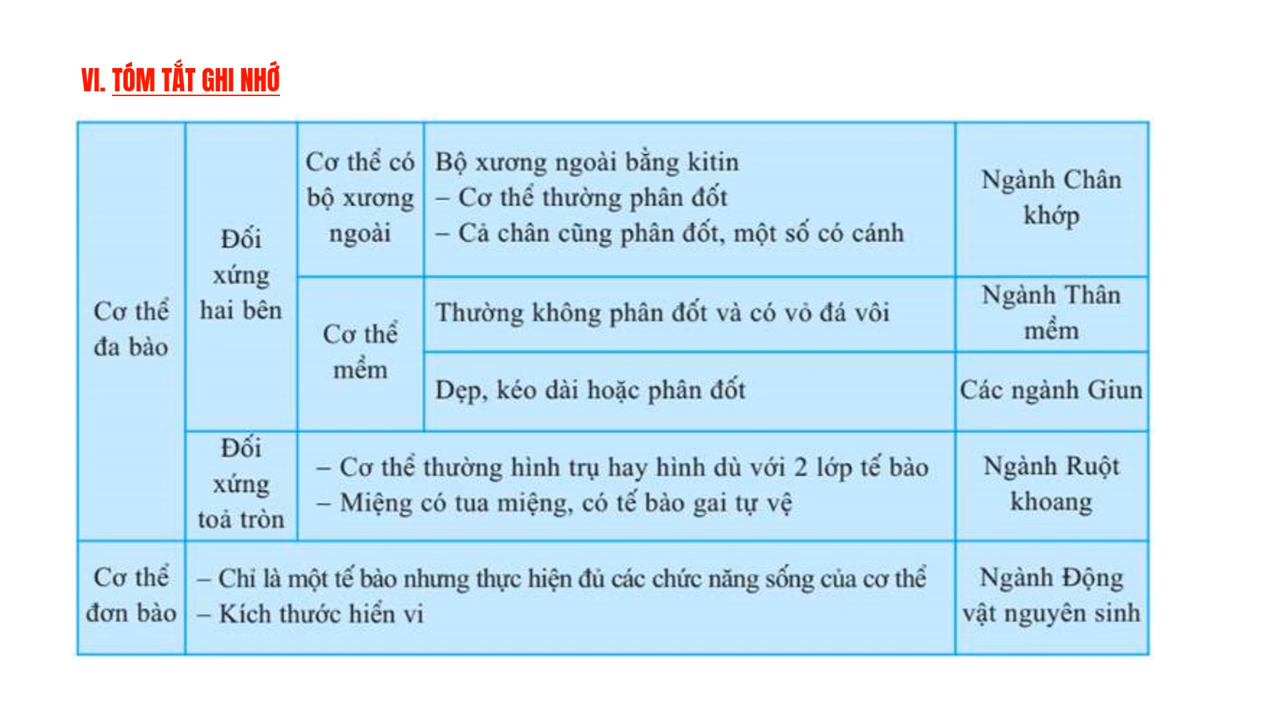 VI. TÓM TẮT GHI NHỚ
Cơ thể
đa bào
Đối
xứng
hai bên
Cơ thể có
bộ xương
ngoài
Bộ xương ngoài bằng kitin
– Cơ thể thường phân đốt
– Cả chân cũng phân đốt, một số có cánh
Ngành Chân
khớp
Cơ thể
mềm
Thường không phân đốt và có vỏ đá vôi
Ngành Thân
mềm
Dẹp, kéo dài hoặc phân đốt
Các ngành Giun
Đối
xứng
toả tròn
– Cơ thể thường hình trụ hay hình dù với 2 lớp tế bào
– Miệng có tua miệng, có tế bào gai tự vệ
Ngành Ruột
khoang
Cơ thể
đơn bào
– Chỉ là một tế bào nhưng thực hiện đủ các chức năng sống của cơ thể
– Kích thước hiển vi
Ngành Động
vật nguyên sinh